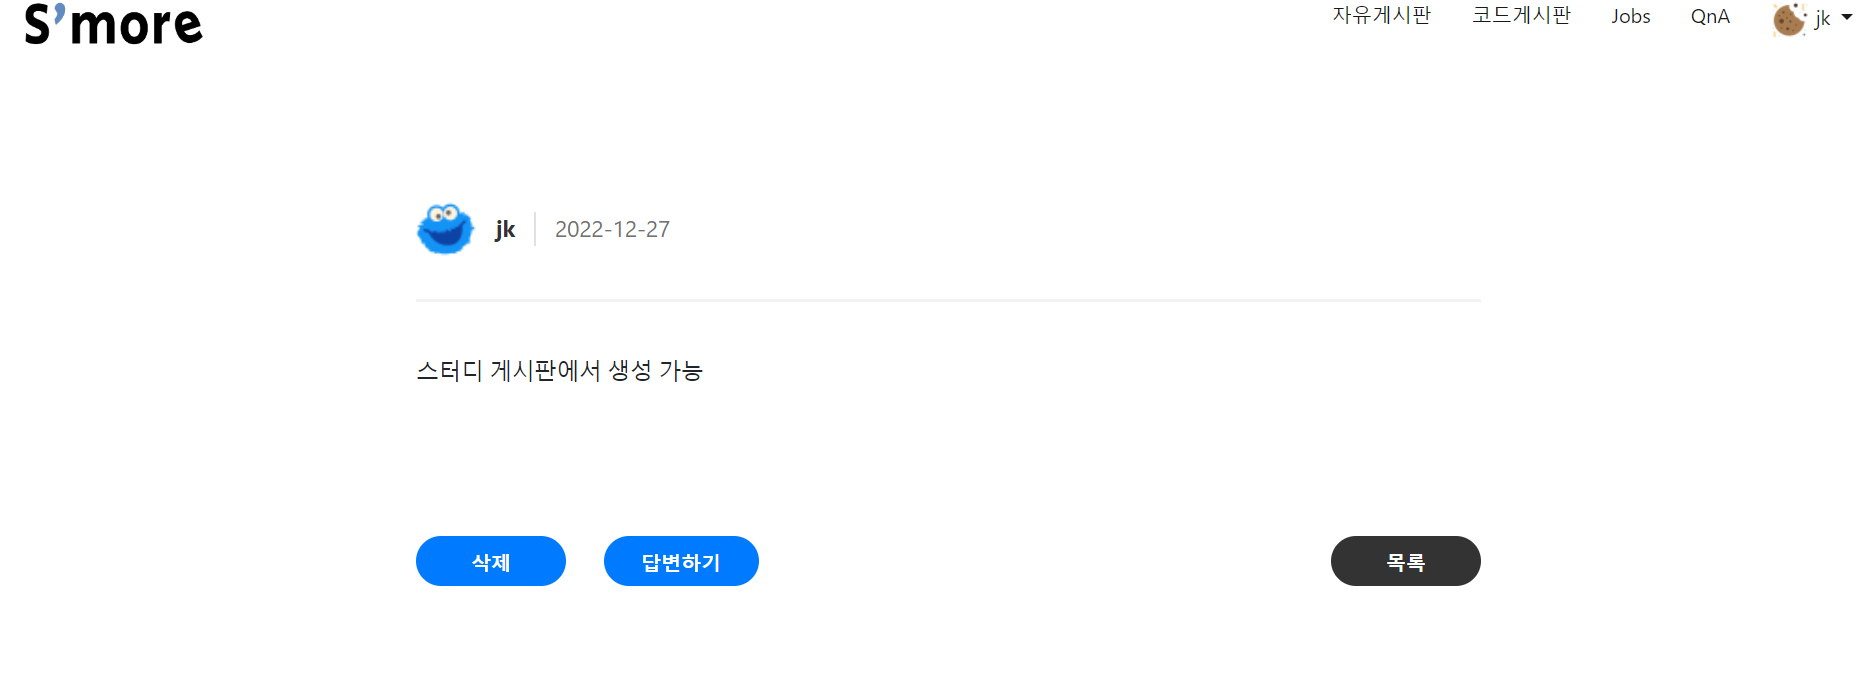 S'more
자유게시판 코드게시판 Jobs QnA jk
jk 2022-12-27
스터디 게시판에서 생성 가능
삭제 답변하기 목록